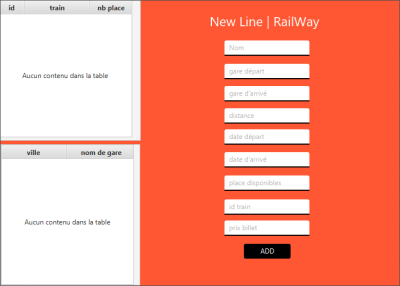 id train nb place
Aucun contenu dans la table
ville nom de gare
Aucun contenu dans la table
New Line | RailWay
Nom
gare départ
gare d'arrivé
distance
date départ
date d'arrivé
place disponibles
id train
prix billet
ADD